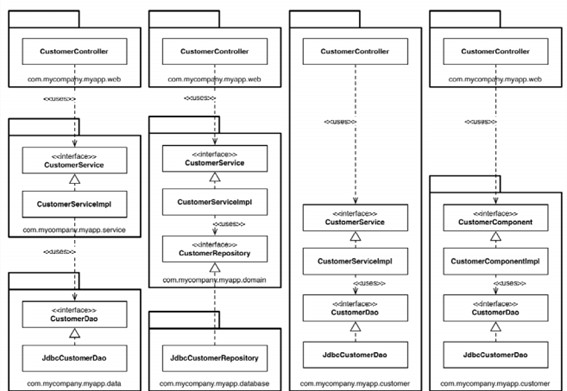 CustomerController
com.mycompany.myapp.web
<<uses>>
<<interface>>
CustomerService
CustomerServiceImpl
com.mycompany.myapp.service
<<uses>>
<<interface>>
CustomerDao
JdbcCustomerDao
com.mycompany.myapp.data
CustomerController
com.mycompany.myapp.web
<<uses>>
<<interface>>
CustomerService
CustomerServiceImpl
<<uses>>
<<interface>>
CustomerRepository
com.mycompany.myapp.domain
JdbcCustomerRepository
com.mycompany.myapp.database
CustomerController
<<uses>>
<<interface>>
CustomerService
CustomerServiceImpl
<<uses>>
<<interface>>
CustomerDao
JdbcCustomerDao
com.mycompany.myapp.customer
CustomerController
com.mycompany.myapp.web
<<uses>>
<<interface>>
CustomerComponent
CustomerComponentImpl
<<uses>>
<<interface>>
CustomerDao
JdbcCustomerDao
com.mycompany.myapp.customer